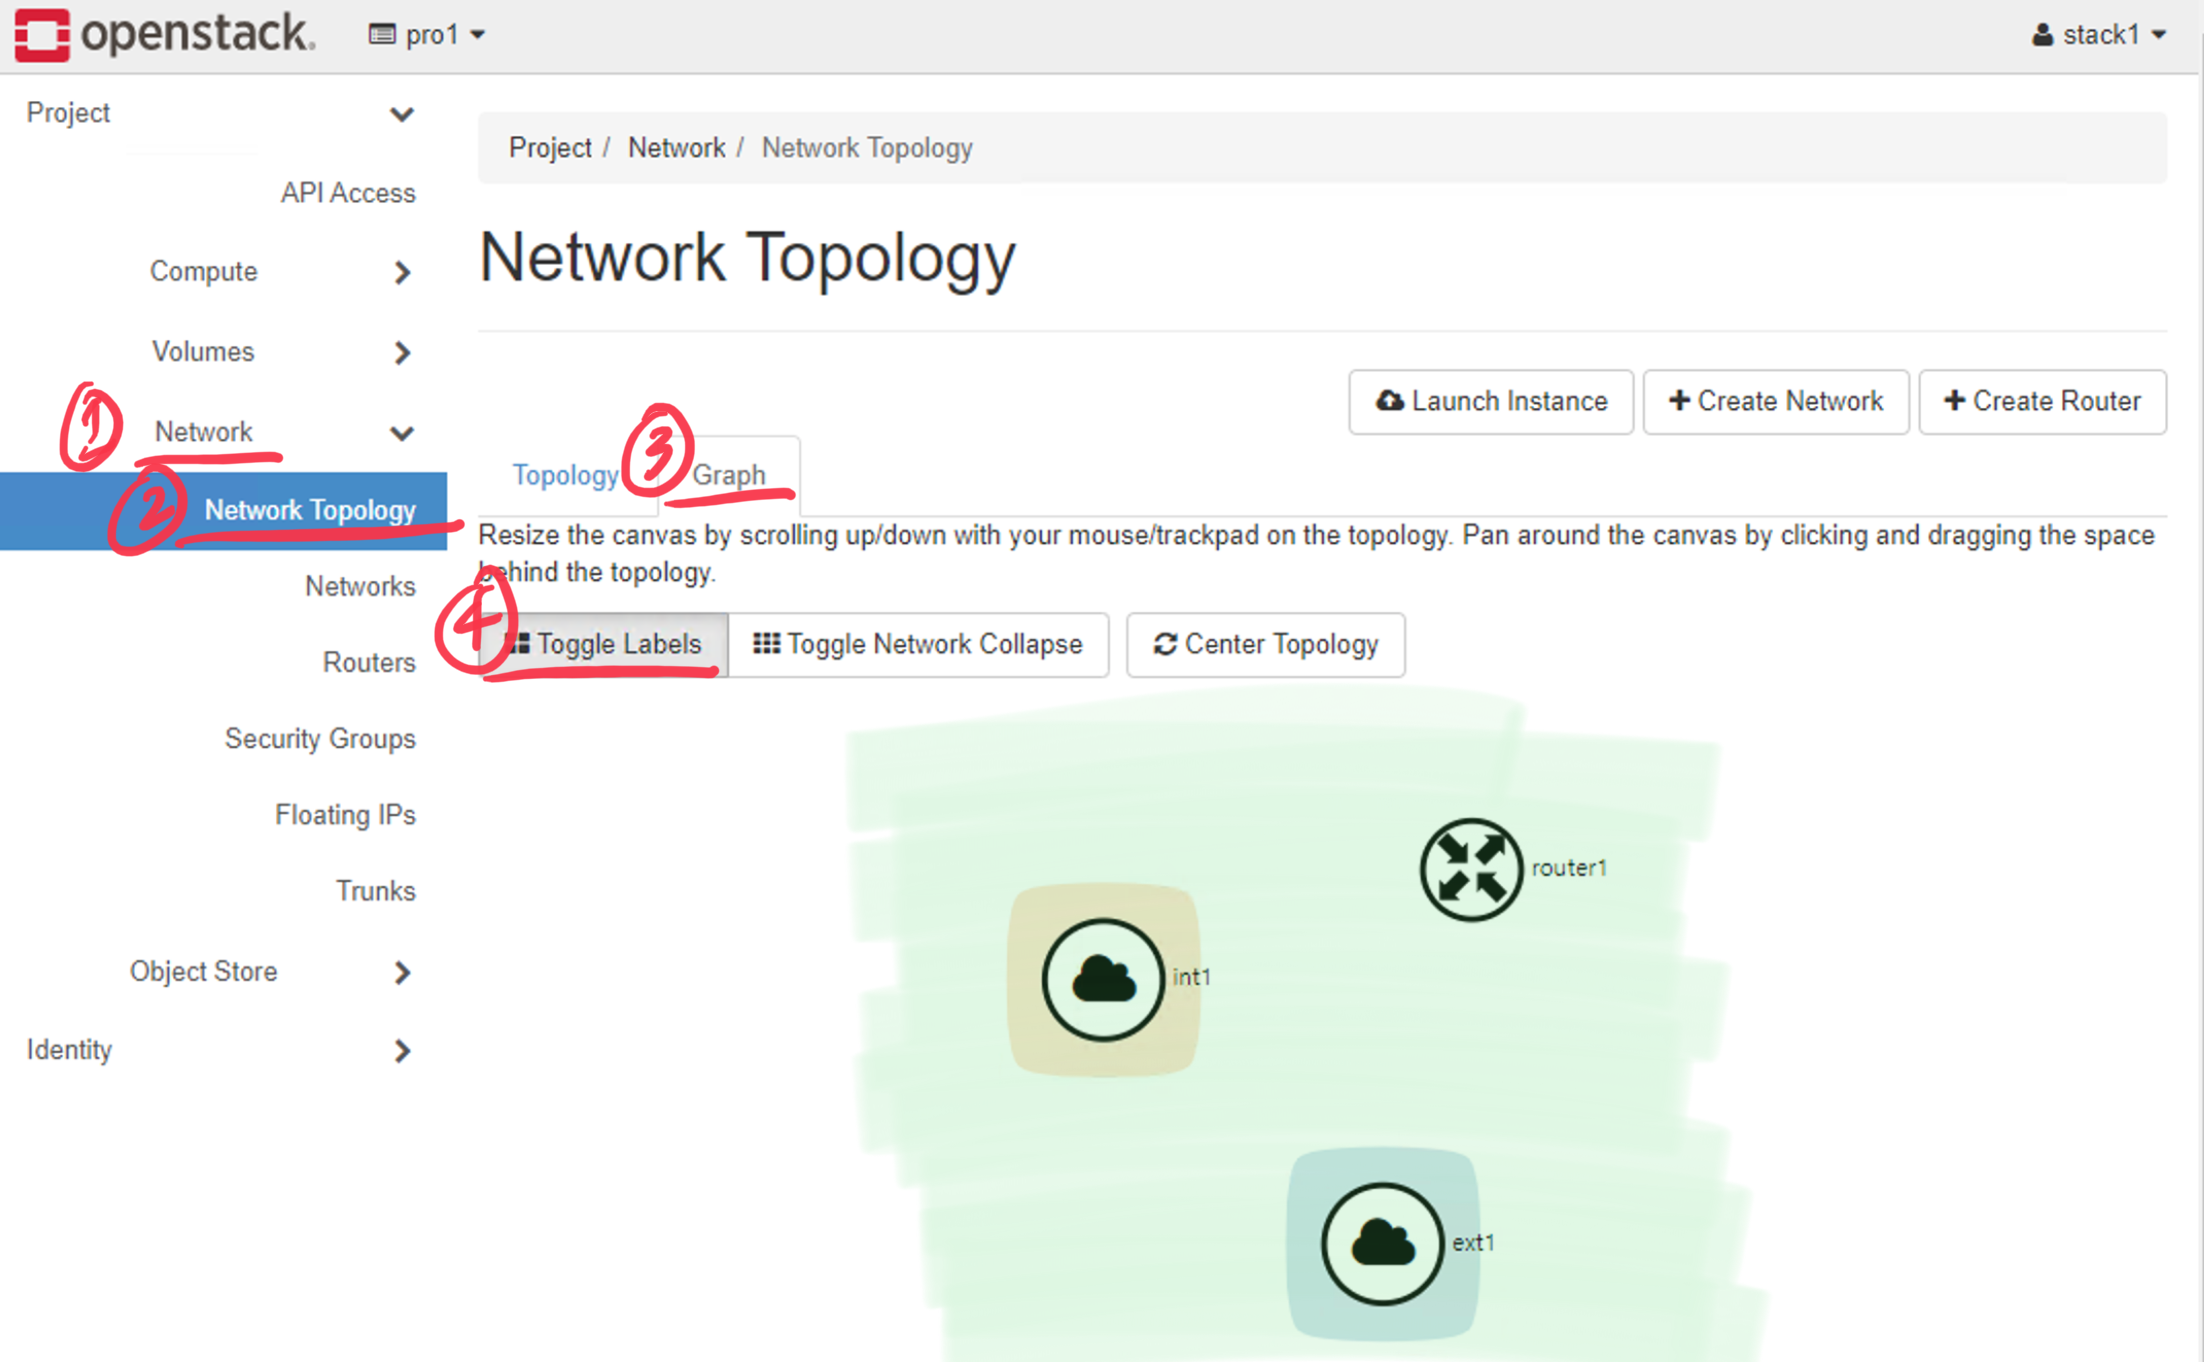 openstack. pro1 stack1
Project
Project / Network / Network Topology
API Access
Network Topology
Compute
Volumes
Launch Instance + Create Network + Create Router
① Network
Topology ③ Graph
② Network Topology
Resize the canvas by scrolling up/down with your mouse/trackpad on the topology. Pan around the canvas by clicking and dragging the space
behind the topology.
Networks
④ Toggle Labels Toggle Network Collapse Center Topology
Routers
Security Groups
Floating IPs
Trunks
Object Store
Identity
router1
int1
ext1